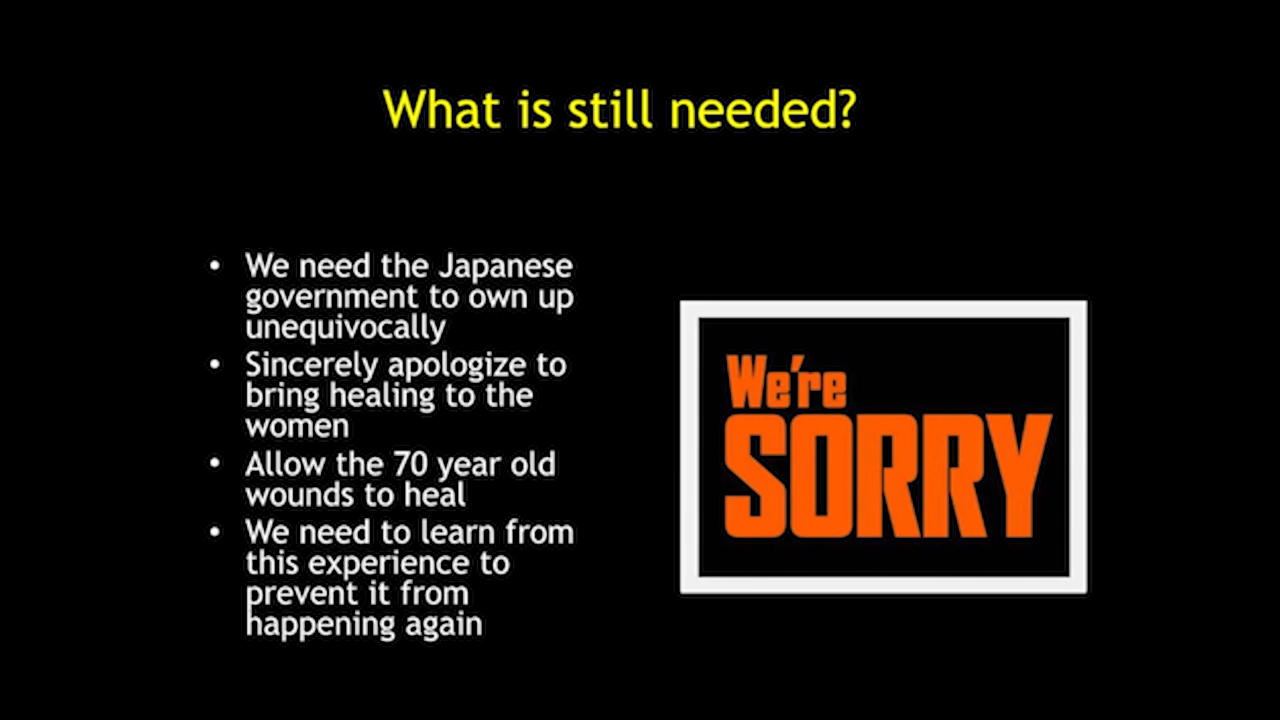 What is still needed?
• We need the Japanese
government to own up
unequivocally
• Sincerely apologize to
bring healing to the
women
• Allow the 70 year old
wounds to heal
• We need to learn from
this experience to
prevent it from
happening again
We're
SORRY